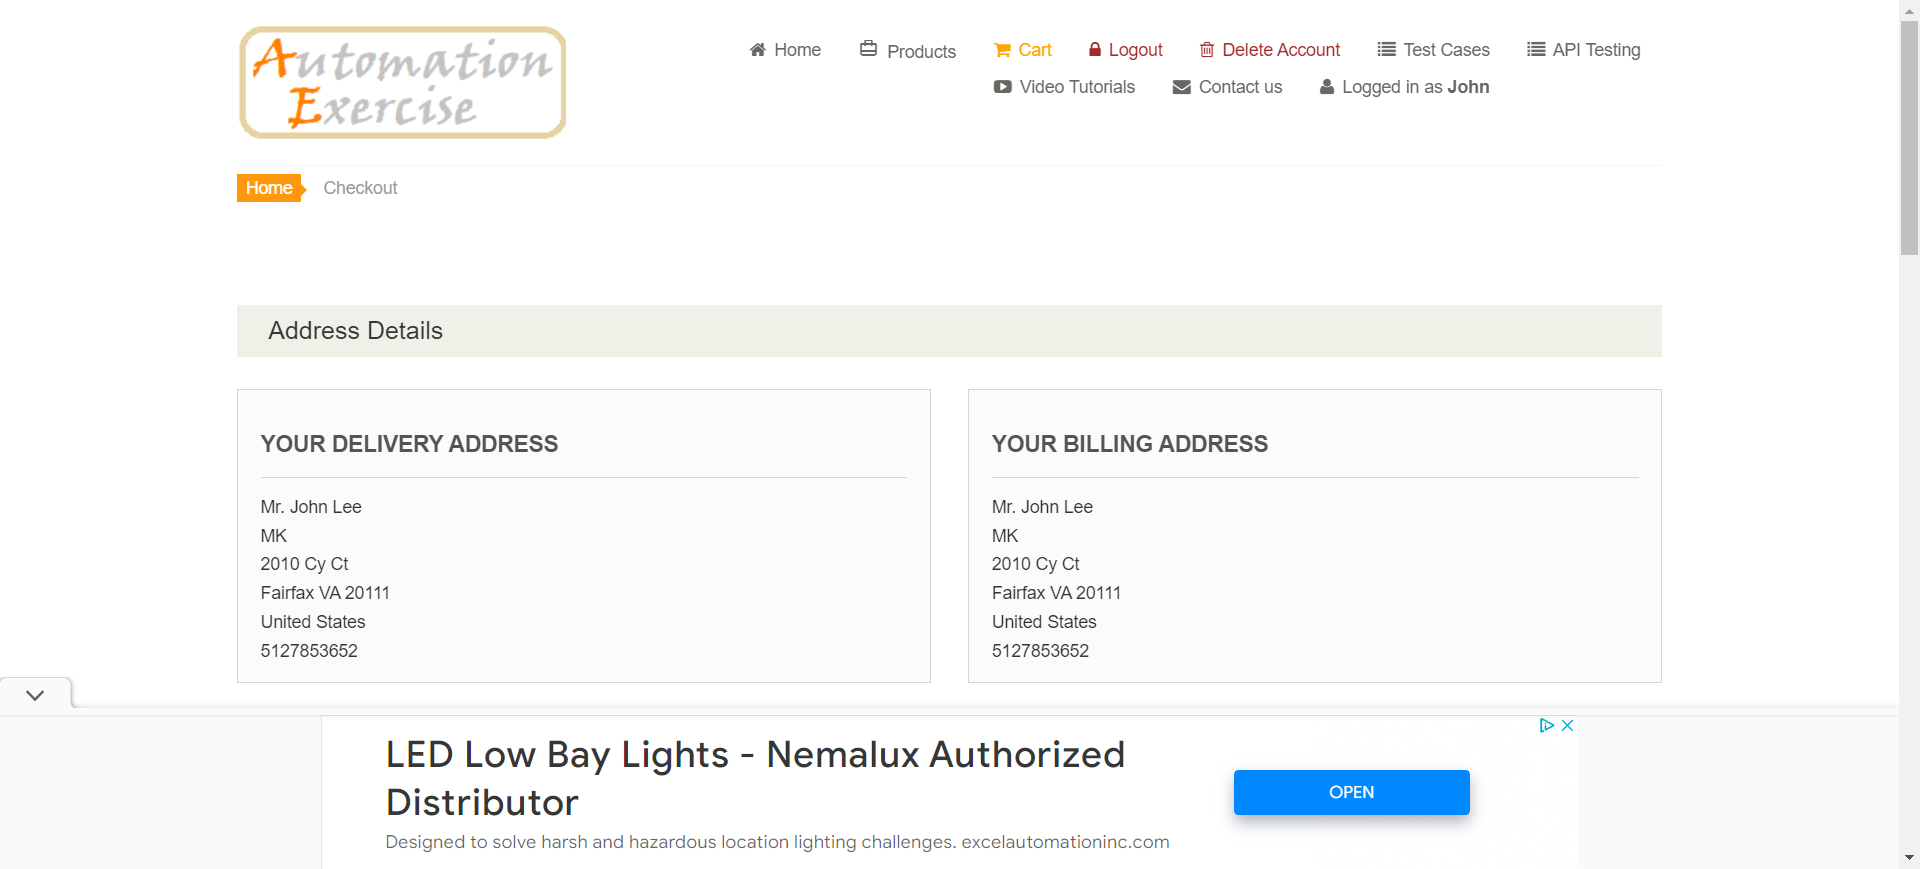 Automation
Exercise
Home
Products
Cart
Logout
Delete Account
Test Cases
API Testing
Video Tutorials
Contact us
Logged in as John
Home
Checkout
Address Details
YOUR DELIVERY ADDRESS
Mr. John Lee
MK
2010 Cy Ct
Fairfax VA 20111
United States
5127853652
YOUR BILLING ADDRESS
Mr. John Lee
MK
2010 Cy Ct
Fairfax VA 20111
United States
5127853652
LED Low Bay Lights - Nemalux Authorized
Distributor
Designed to solve harsh and hazardous location lighting challenges. excelautomationinc.com
OPEN